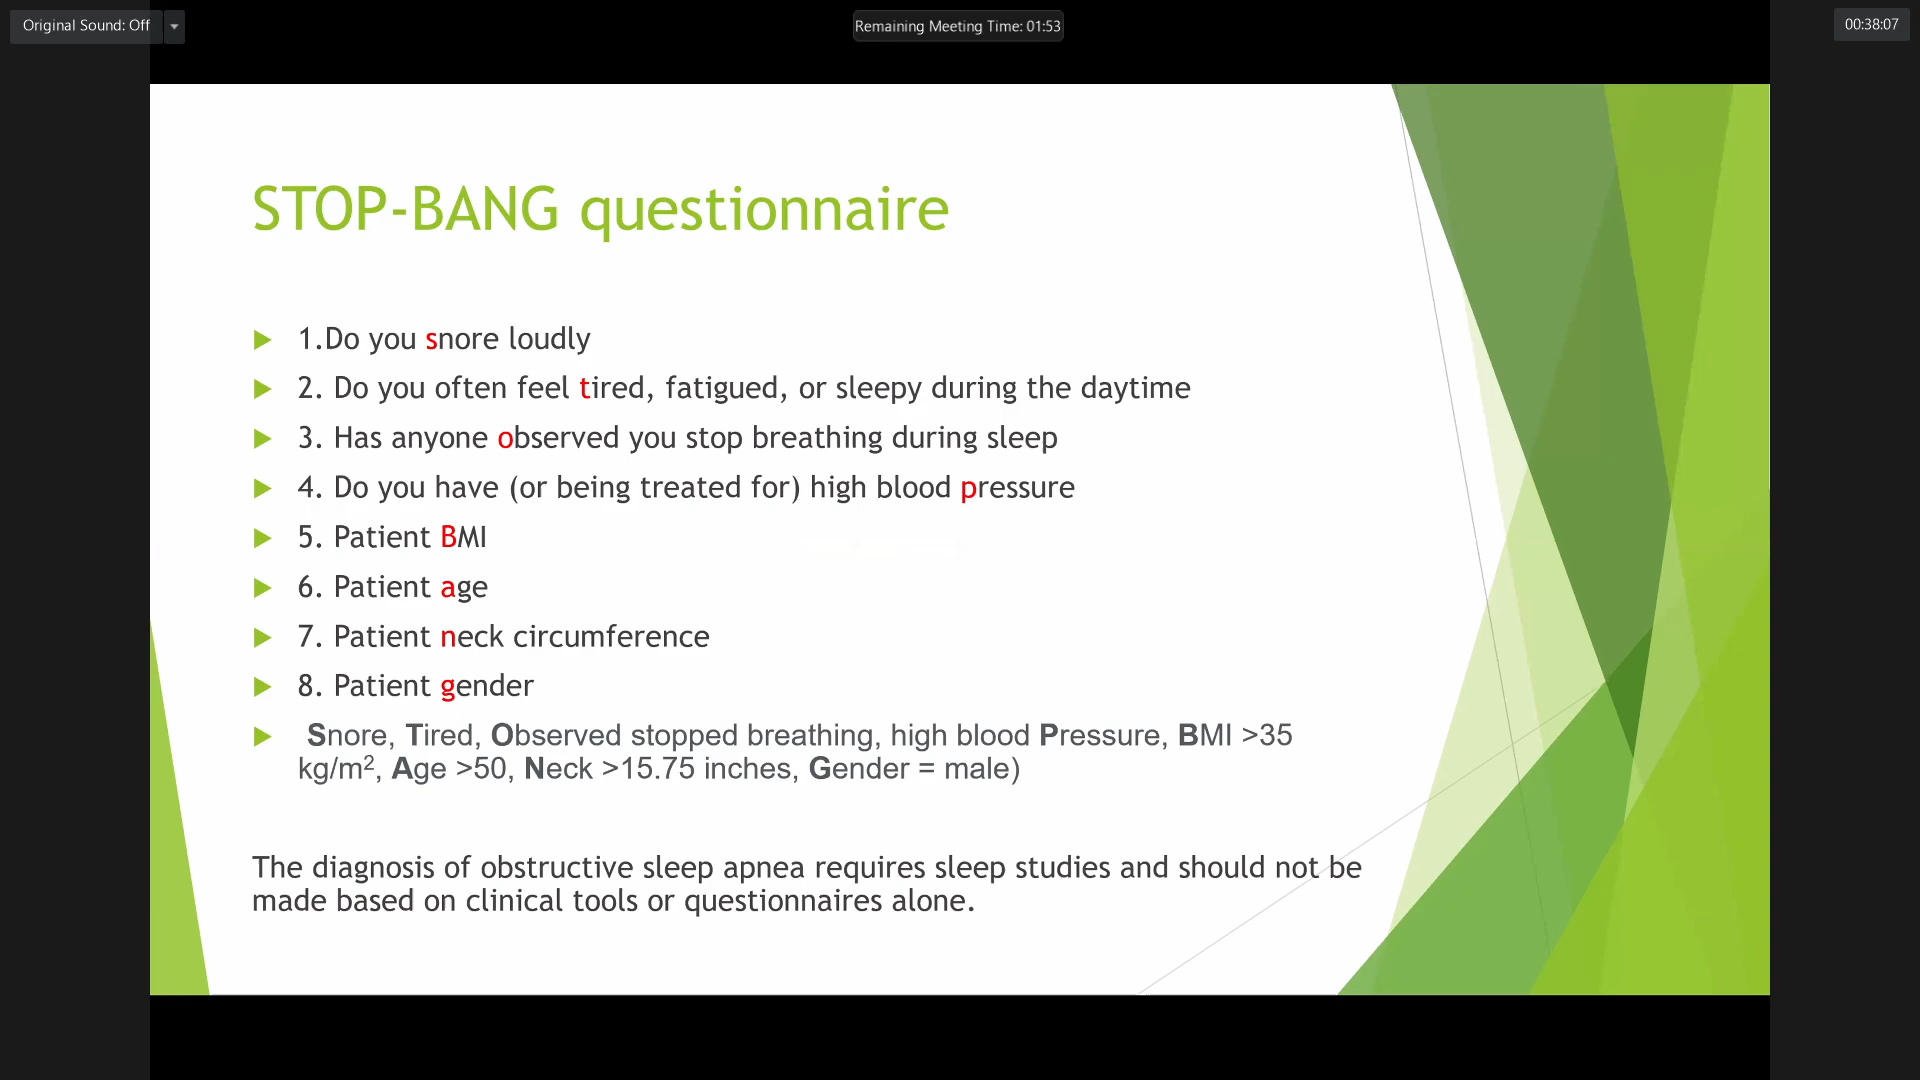 Original Sound: Off
Remaining Meeting Time: 01:53
00:38:07
STOP-BANG questionnaire
1.Do you snore loudly
2. Do you often feel tired, fatigued, or sleepy during the daytime
3. Has anyone observed you stop breathing during sleep
4. Do you have (or being treated for) high blood pressure
5. Patient BMI
6. Patient age
7. Patient neck circumference
8. Patient gender
Snore, Tired, Observed stopped breathing, high blood Pressure, BMI >35
kg/m², Age >50, Neck >15.75 inches, Gender = male)
The diagnosis of obstructive sleep apnea requires sleep studies and should not be
made based on clinical tools or questionnaires alone.